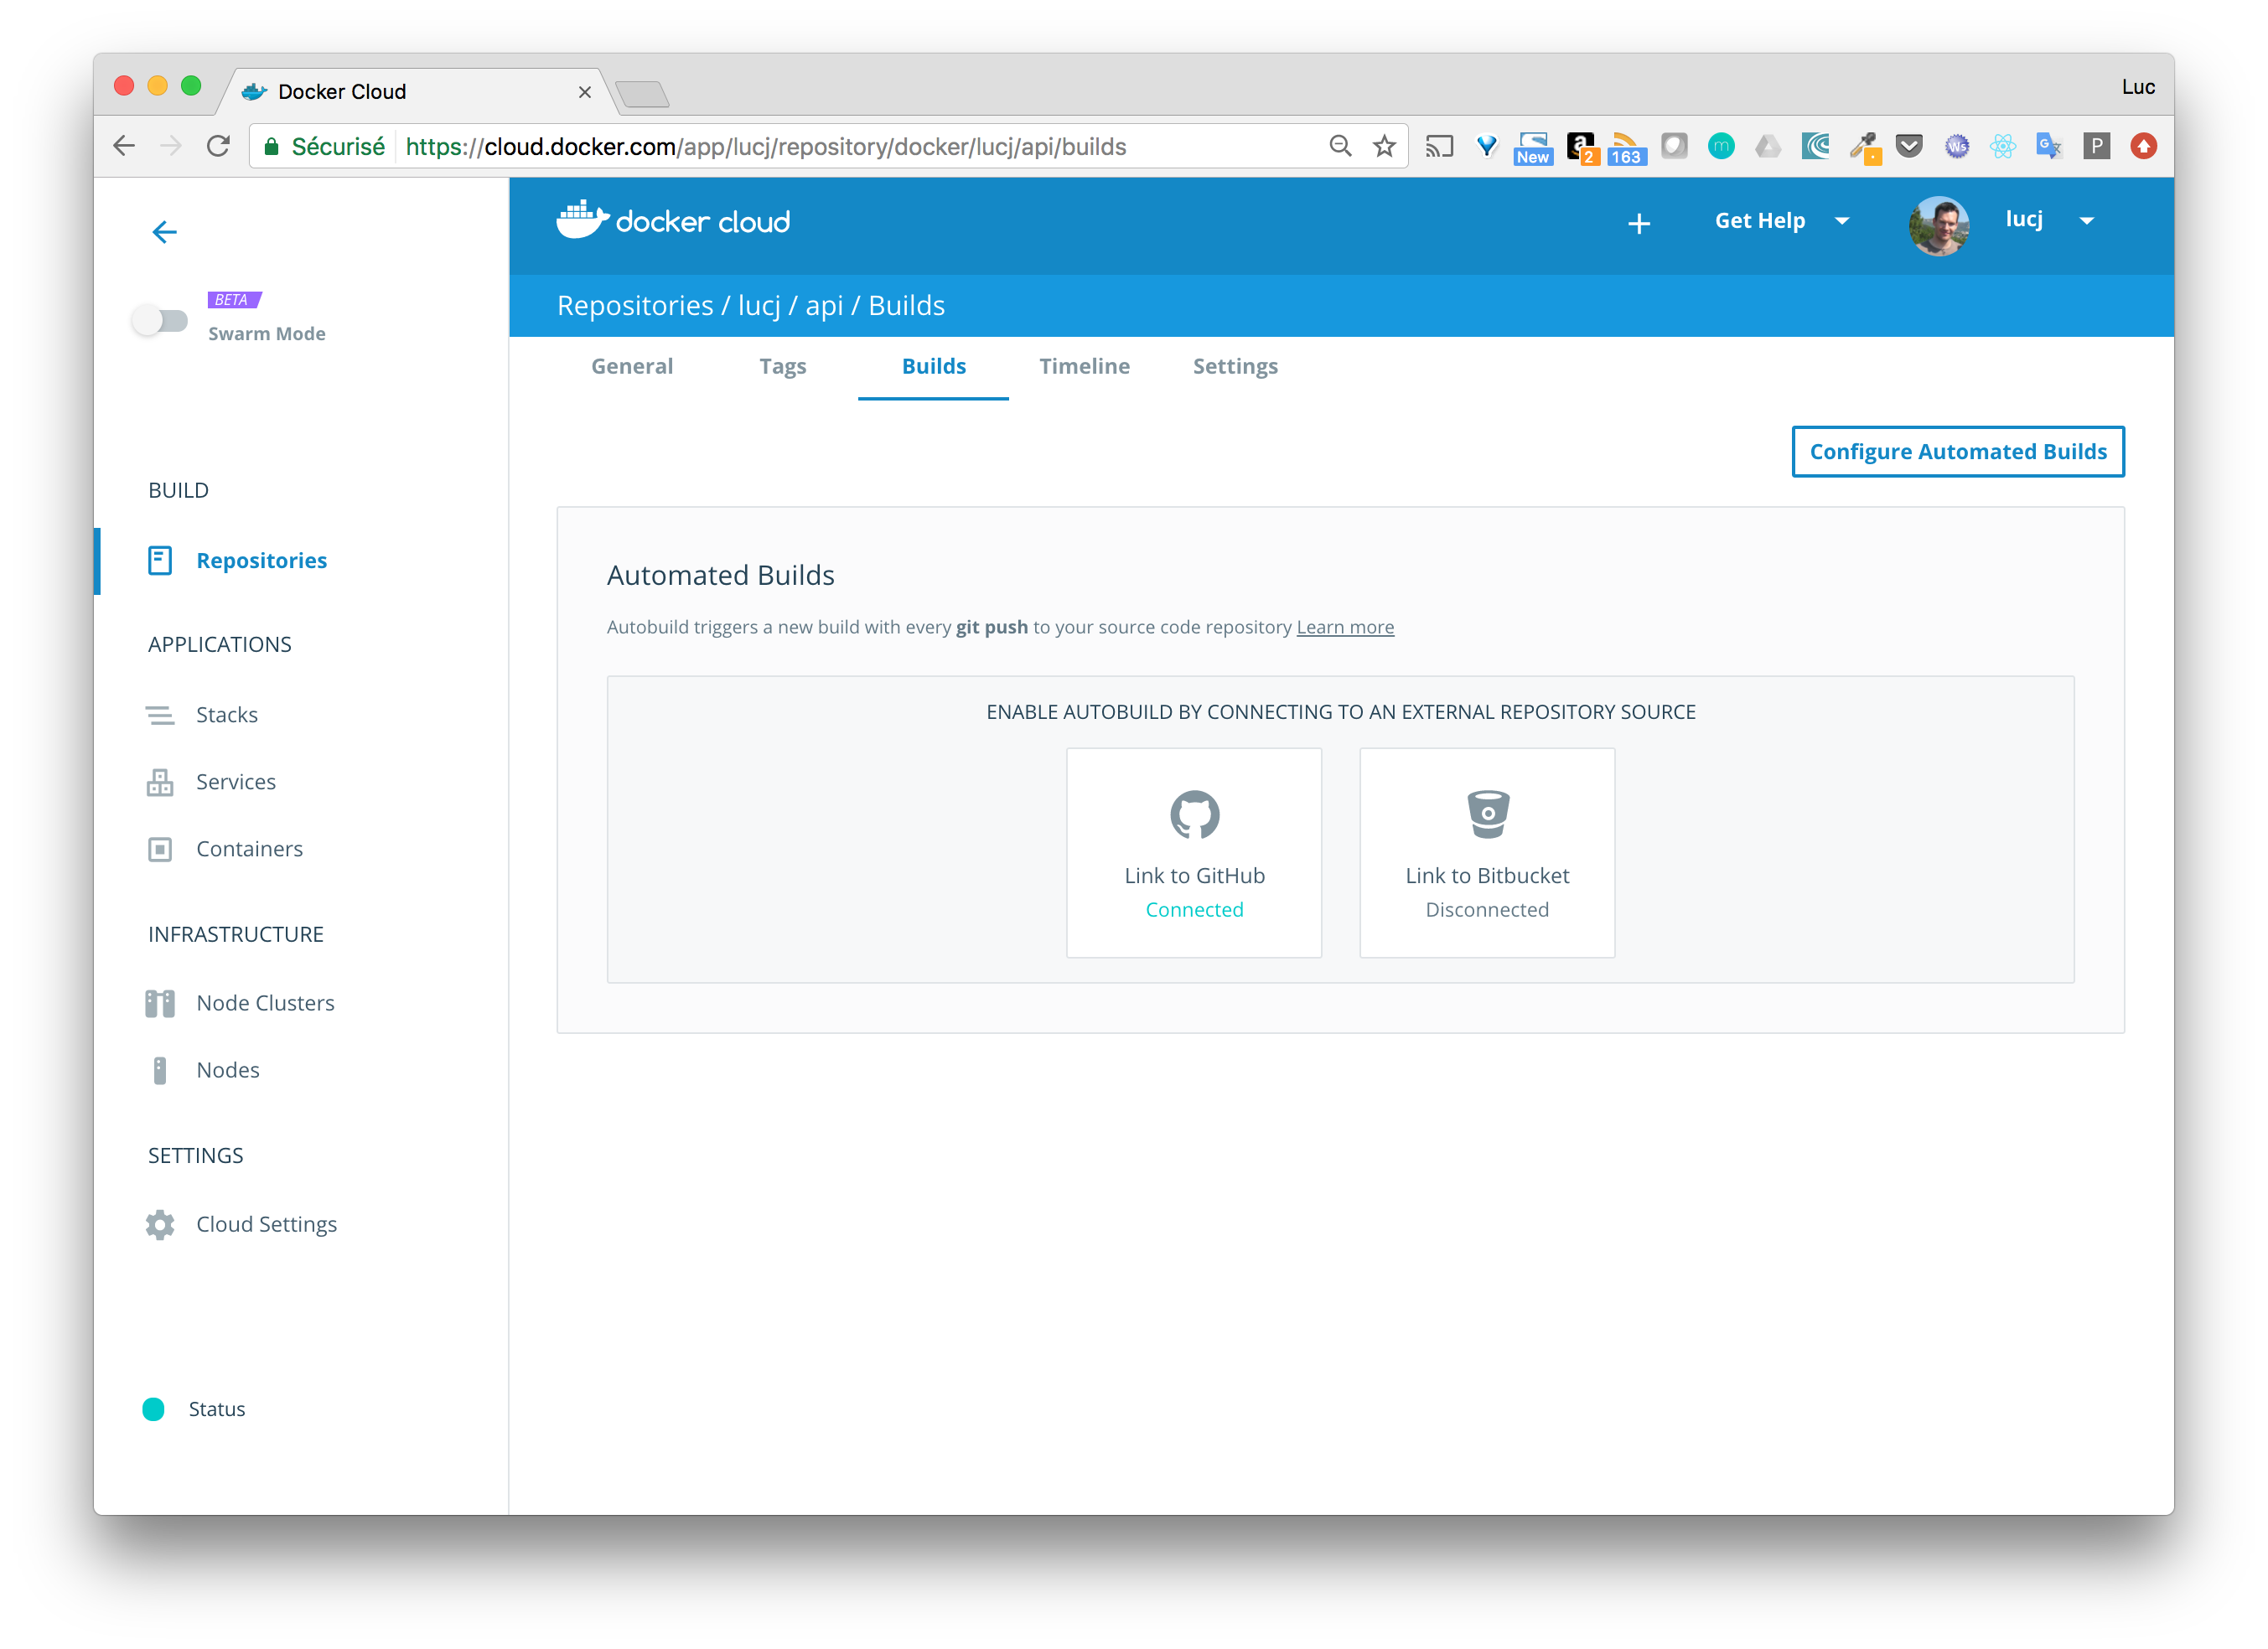 Docker Cloud
Luc
Sécurisé https://cloud.docker.com/app/lucj/repository/docker/lucj/api/builds
New a 2 163 m Ws G P
docker cloud
Get Help
lucj
BETA
Swarm Mode
Repositories / lucj / api / Builds
General Tags Builds Timeline Settings
Configure Automated Builds
BUILD
Repositories
APPLICATIONS
Stacks
Services
Containers
INFRASTRUCTURE
Node Clusters
Nodes
SETTINGS
Cloud Settings
Status
Automated Builds
Autobuild triggers a new build with every git push to your source code repository Learn more
ENABLE AUTOBUILD BY CONNECTING TO AN EXTERNAL REPOSITORY SOURCE
Link to GitHub
Connected
Link to Bitbucket
Disconnected